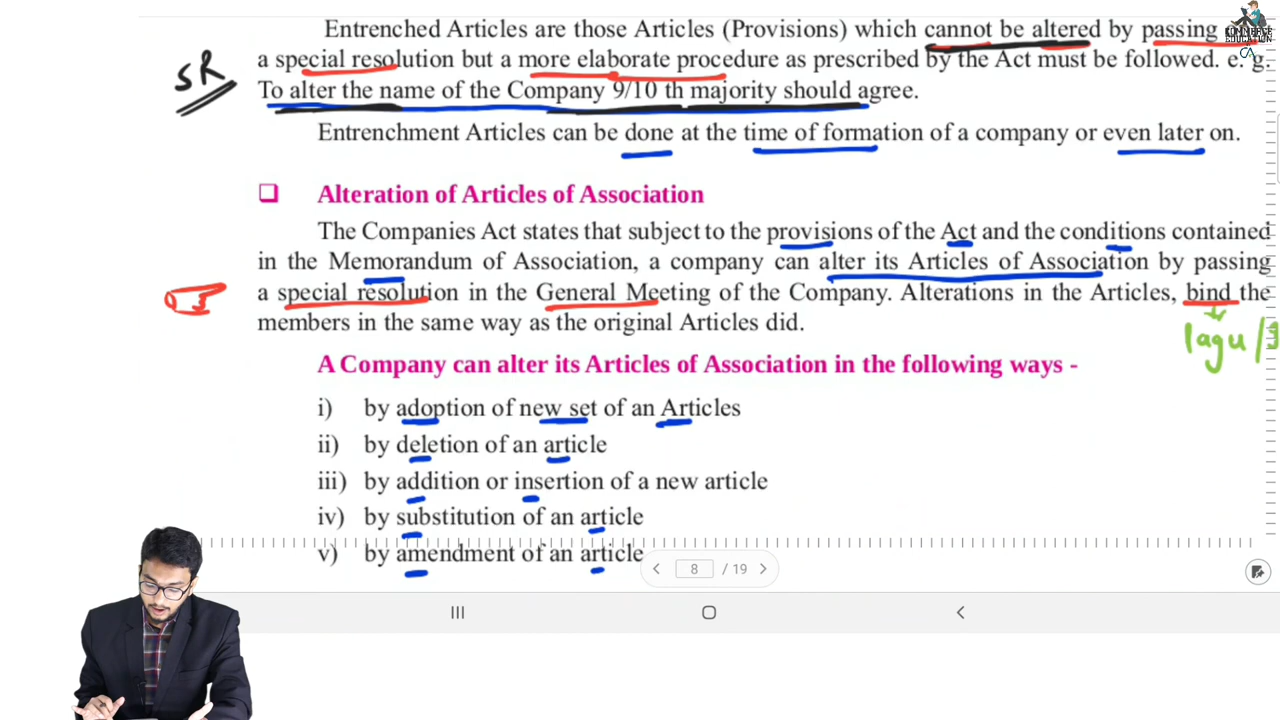 Entrenched Articles are those Articles (Provisions) which cannot be altered by passing
SR
a special resolution but a more elaborate procedure as prescribed by the Act must be followed. e. g.
To alter the name of the Company 9/10 th majority should agree.
Entrenchment Articles can be done at the time of formation of a company or even later on.
Alteration of Articles of Association
The Companies Act states that subject to the provisions of the Act and the conditions contained
in the Memorandum of Association, a company can alter its Articles of Association by passing
a special resolution in the General Meeting of the Company. Alterations in the Articles, bind the
members in the same way as the original Articles did.
lagu /
A Company can alter its Articles of Association in the following ways -
i) by adoption of new set of an Articles
ii) by deletion of an article
iii) by addition or insertion of a new article
iv) by substitution of an article
v) by amendment of an article
8 / 19
EDUCATION
CA